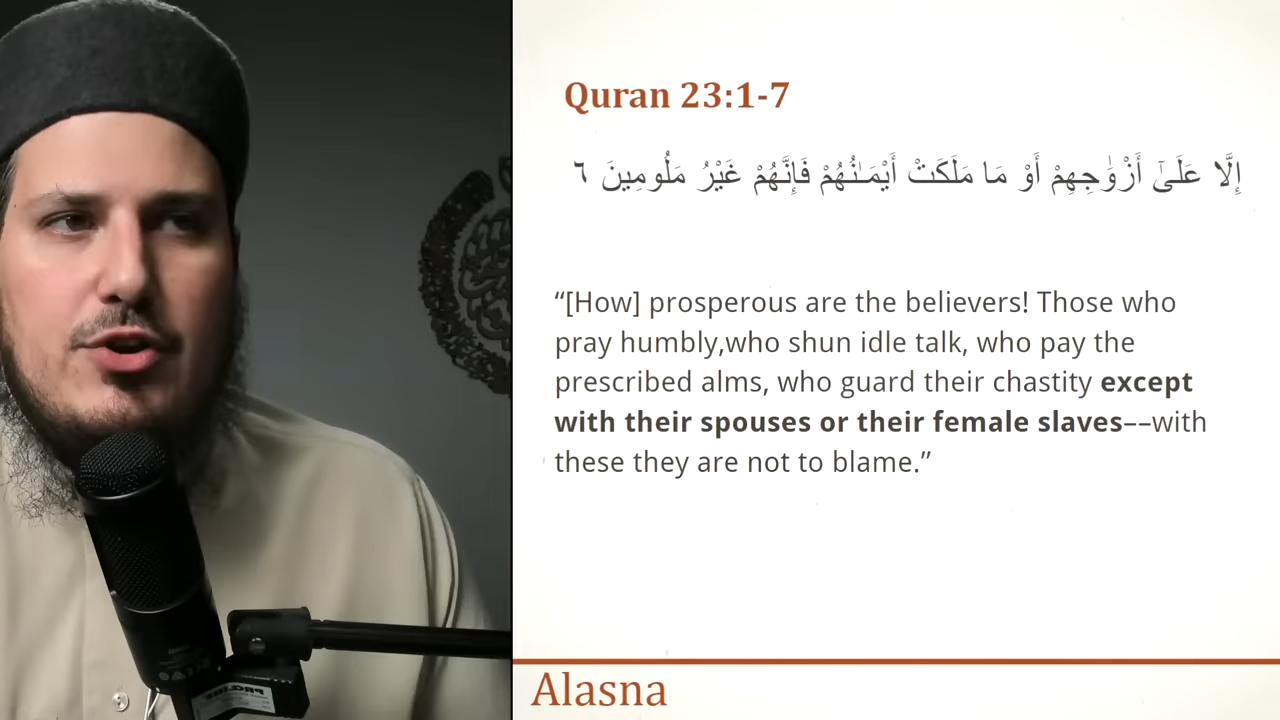 Quran 23:1-7
إِلَّا عَلَىٰٓ أَزْوَٰجِهِمْ أَوْ مَا مَلَكَتْ أَيْمَـٰنُهُمْ فَإِنَّهُمْ غَيْرُ مَلُومِينَ ٦
“[How] prosperous are the believers! Those who
pray humbly,who shun idle talk, who pay the
prescribed alms, who guard their chastity except
with their spouses or their female slaves––with
these they are not to blame.”
Alasna